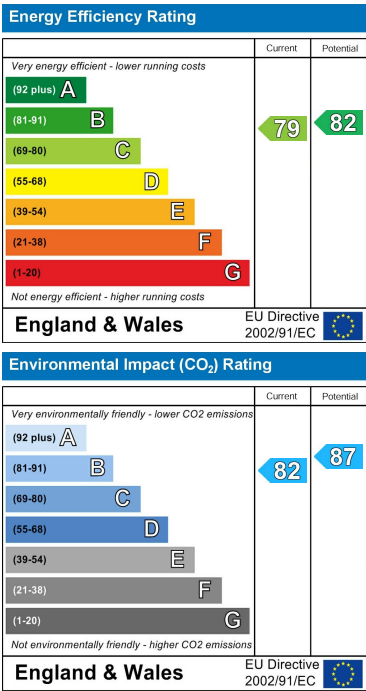 Energy Efficiency Rating
Current Potential
Very energy efficient - lower running costs
(92 plus) A
(81-91) B
(69-80) C
(55-68) D
(39-54) E
(21-38) F
(1-20) G
79 82
Not energy efficient - higher running costs
England & Wales
EU Directive
2002/91/EC
Environmental Impact (CO₂) Rating
Current Potential
Very environmentally friendly - lower CO2 emissions
(92 plus) A
(81-91) B
(69-80) C
(55-68) D
(39-54) E
(21-38) F
(1-20) G
82 87
Not environmentally friendly - higher CO2 emissions
England & Wales
EU Directive
2002/91/EC